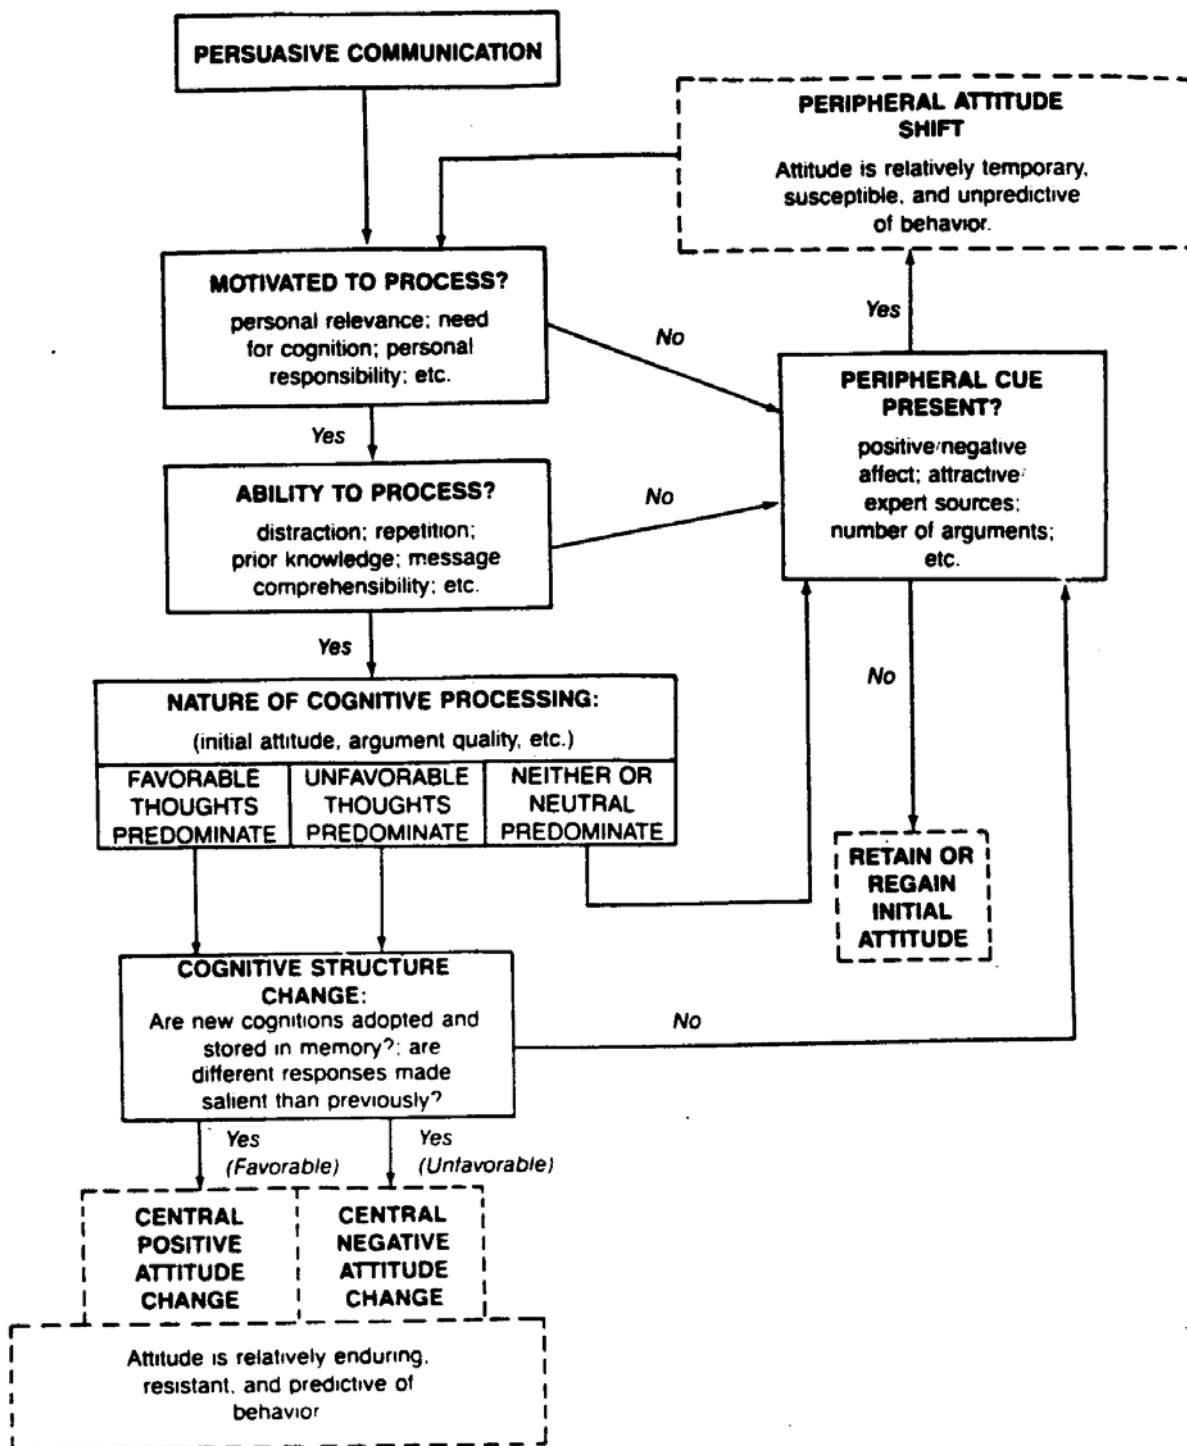 PERSUASIVE COMMUNICATION
PERIPHERAL ATTITUDE
SHIFT
Attitude is relatively temporary,
susceptible, and unpredictive
of behavior.
MOTIVATED TO PROCESS?
personal relevance; need
for cognition; personal
responsibility; etc.
No
Yes
PERIPHERAL CUE
PRESENT?
positive/negative
affect; attractive/
expert sources;
number of arguments;
etc.
Yes
ABILITY TO PROCESS?
distraction; repetition;
prior knowledge; message
comprehensibility; etc.
No
Yes
NATURE OF COGNITIVE PROCESSING:
(initial attitude, argument quality, etc.)
FAVORABLE
THOUGHTS
PREDOMINATE
UNFAVORABLE
THOUGHTS
PREDOMINATE
NEITHER OR
NEUTRAL
PREDOMINATE
No
RETAIN OR
REGAIN
INITIAL
ATTITUDE
COGNITIVE STRUCTURE
CHANGE:
Are new cognitions adopted and
stored in memory?; are
different responses made
salient than previously?
No
Yes
(Favorable)
Yes
(Unfavorable)
CENTRAL
POSITIVE
ATTITUDE
CHANGE
CENTRAL
NEGATIVE
ATTITUDE
CHANGE
Attitude is relatively enduring,
resistant, and predictive of
behavior